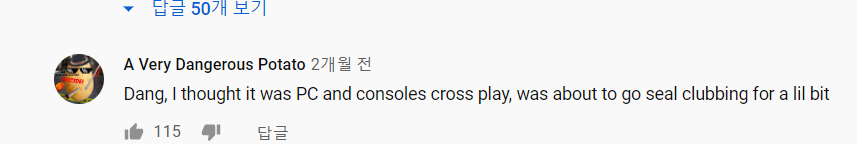 답글 50개 보기
A Very Dangerous Potato 2개월 전
Dang, I thought it was PC and consoles cross play, was about to go seal clubbing for a lil bit
115 답글